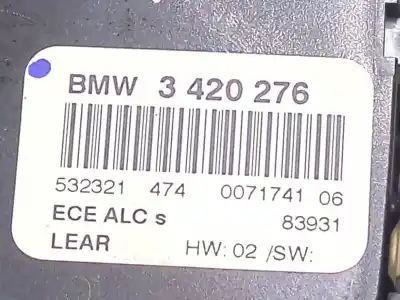 BMW 3 420 276
532321 474 0071741 06
ECE ALC s 83931
LEAR HW: 02 /SW: